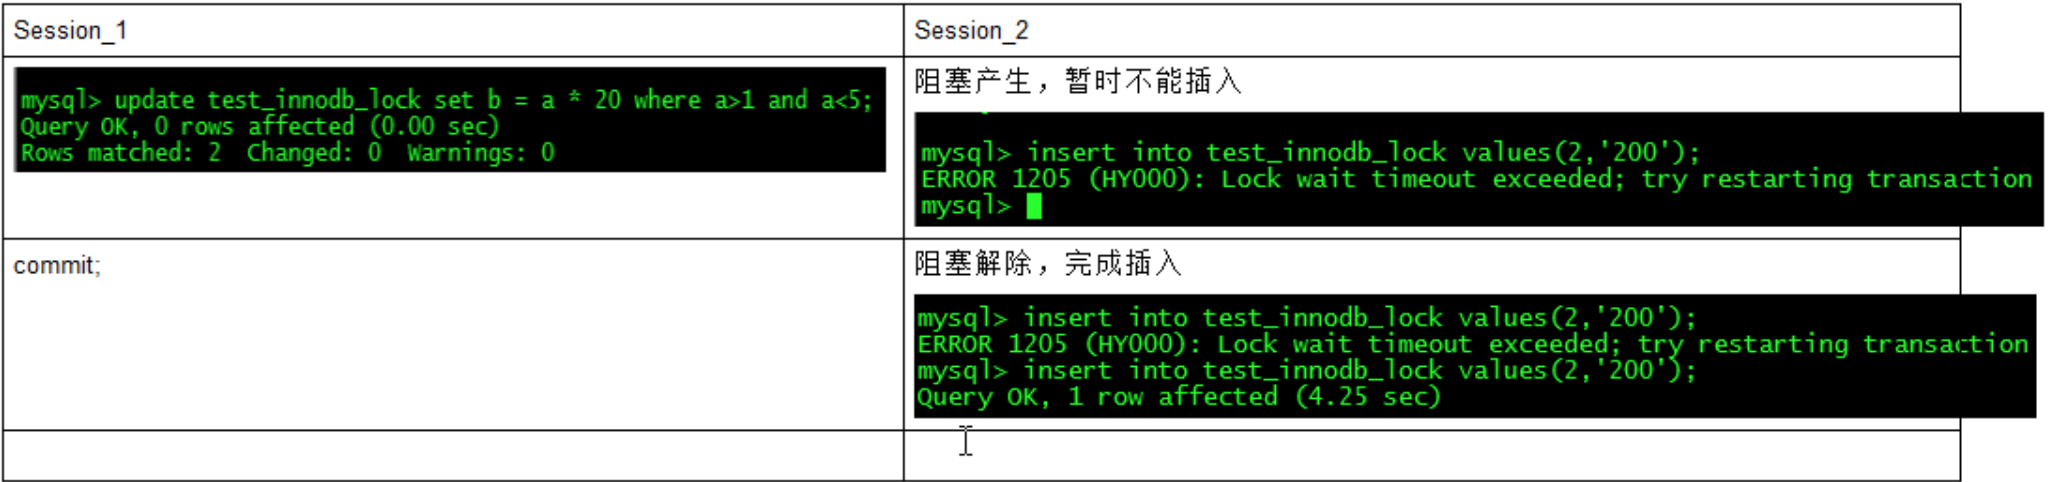 Session_1
Session_2
mysql> update test_innodb_lock set b = a * 20 where a>1 and a<5;
Query OK, 0 rows affected (0.00 sec)
Rows matched: 2  Changed: 0  Warnings: 0
阻塞产生，暂时不能插入
mysql> insert into test_innodb_lock values(2,'200');
ERROR 1205 (HY000): Lock wait timeout exceeded; try restarting transaction
mysql>
commit;
阻塞解除，完成插入
mysql> insert into test_innodb_lock values(2,'200');
ERROR 1205 (HY000): Lock wait timeout exceeded; try restarting transaction
mysql> insert into test_innodb_lock values(2,'200');
Query OK, 1 row affected (4.25 sec)